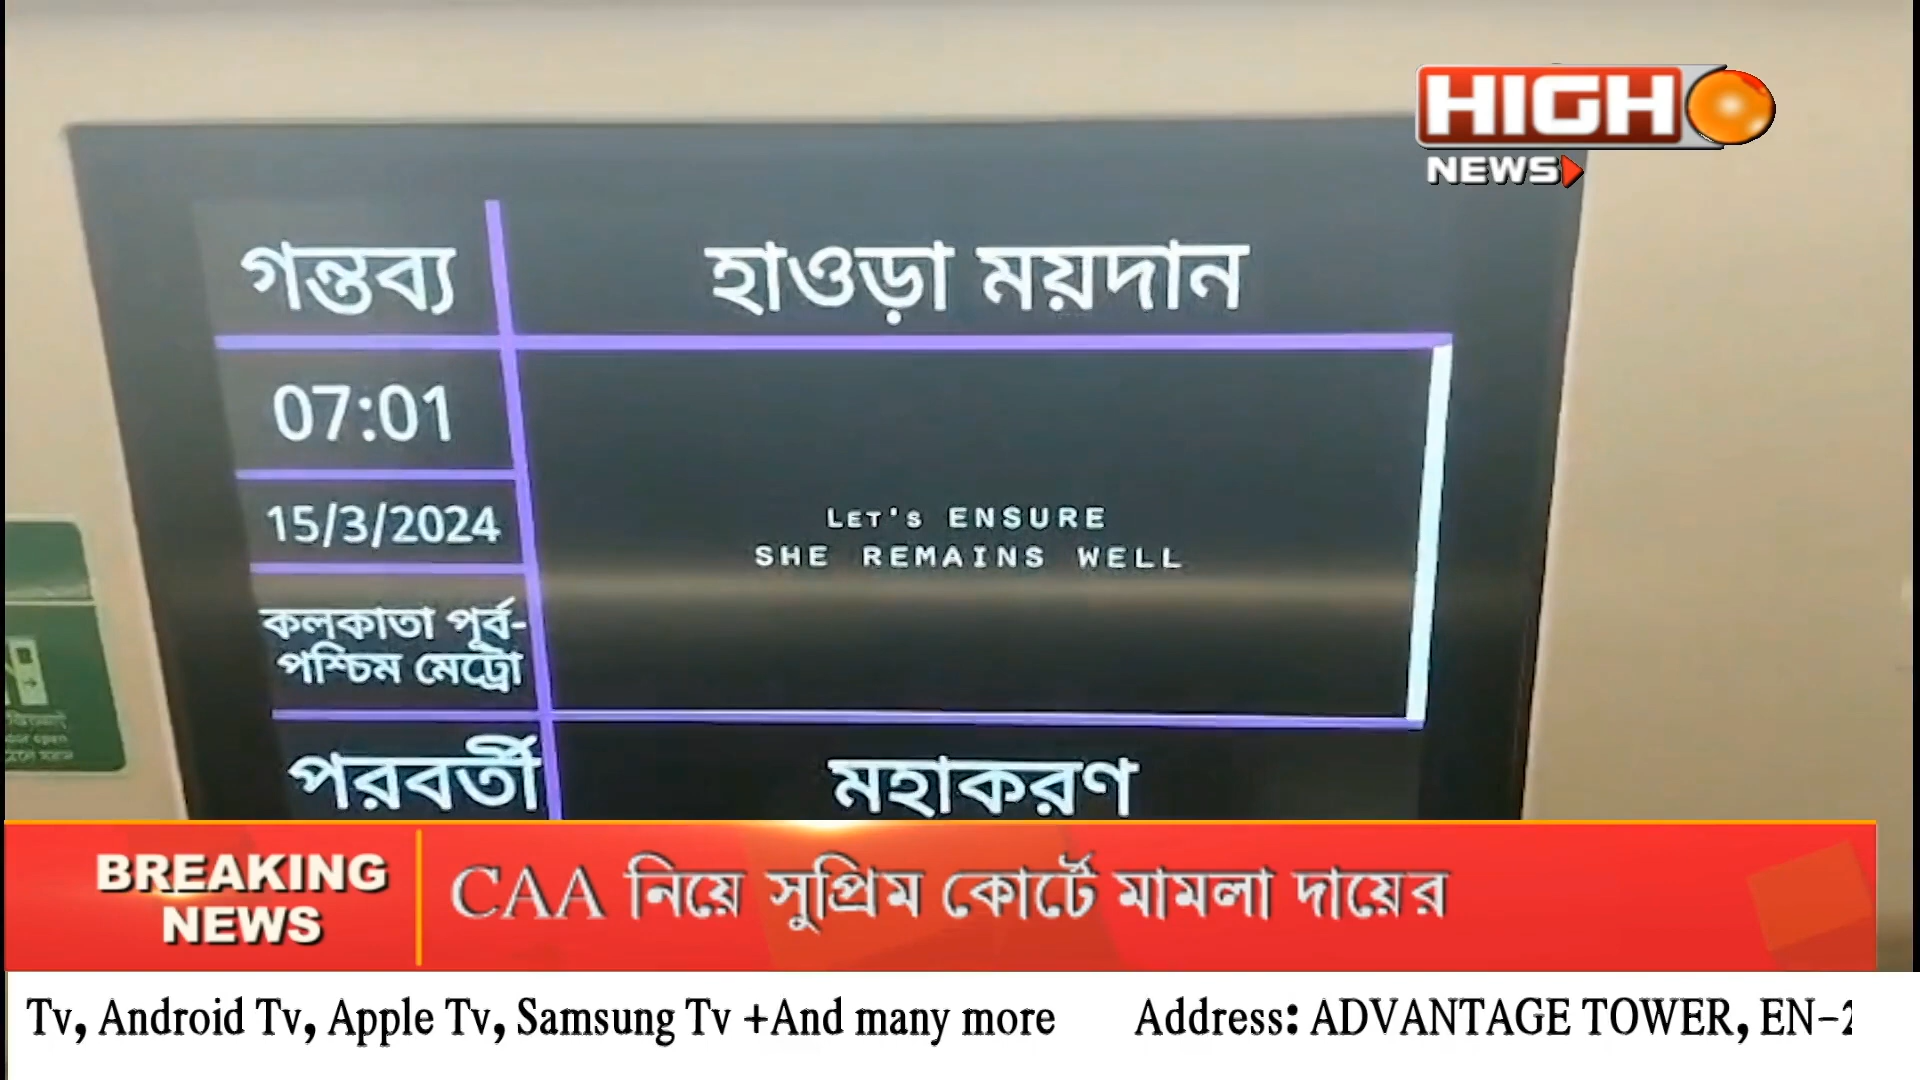 HIGH
NEWS
গন্তব্য
হাওড়া ময়দান
07:01
15/3/2024
LET'S ENSURE
SHE REMAINS WELL
কলকাতা পূর্ব-
পশ্চিম মেট্রো
পরবর্তী
মহাকরণ
BREAKING
NEWS
CAA নিয়ে সুপ্রিম কোর্টে মামলা দায়ের
Tv, Android Tv, Apple Tv, Samsung Tv +And many more Address: ADVANTAGE TOWER, EN-2